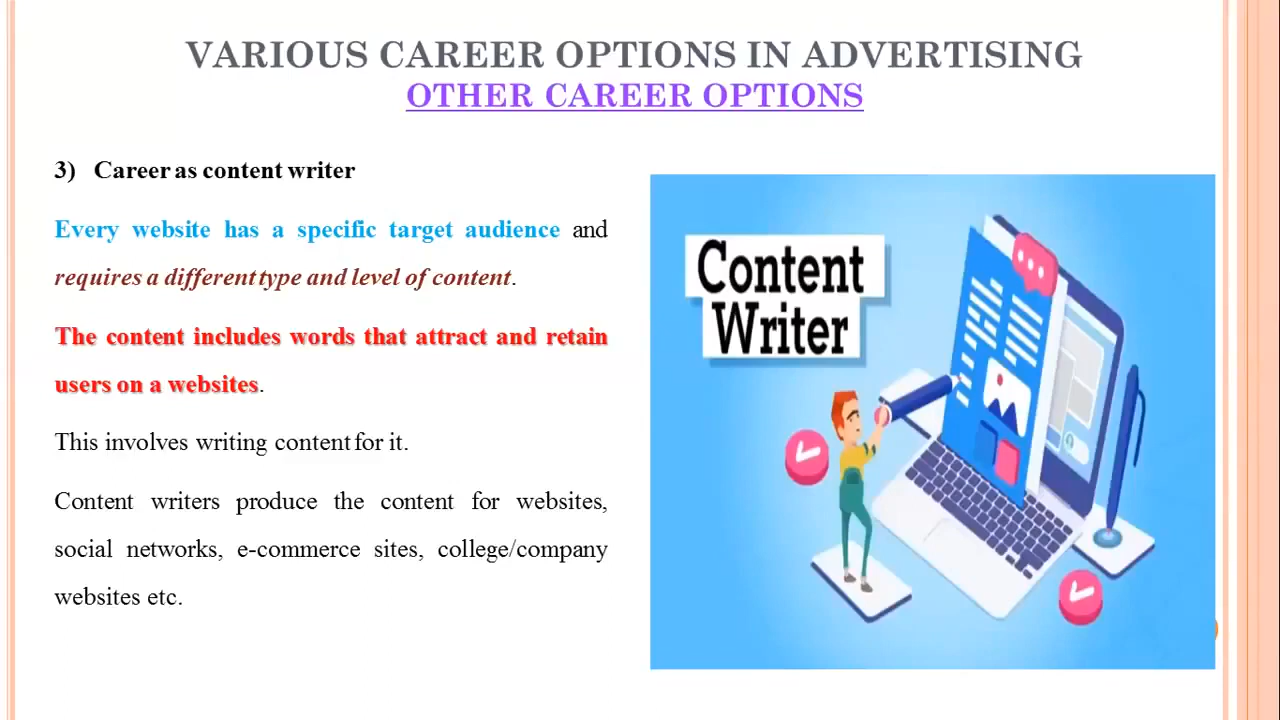 VARIOUS CAREER OPTIONS IN ADVERTISING
OTHER CAREER OPTIONS
3) Career as content writer
Every website has a specific target audience and
requires a different type and level of content.
The content includes words that attract and retain
users on a websites.
This involves writing content for it.
Content writers produce the content for websites,
social networks, e-commerce sites, college/company
websites etc.
Content
Writer